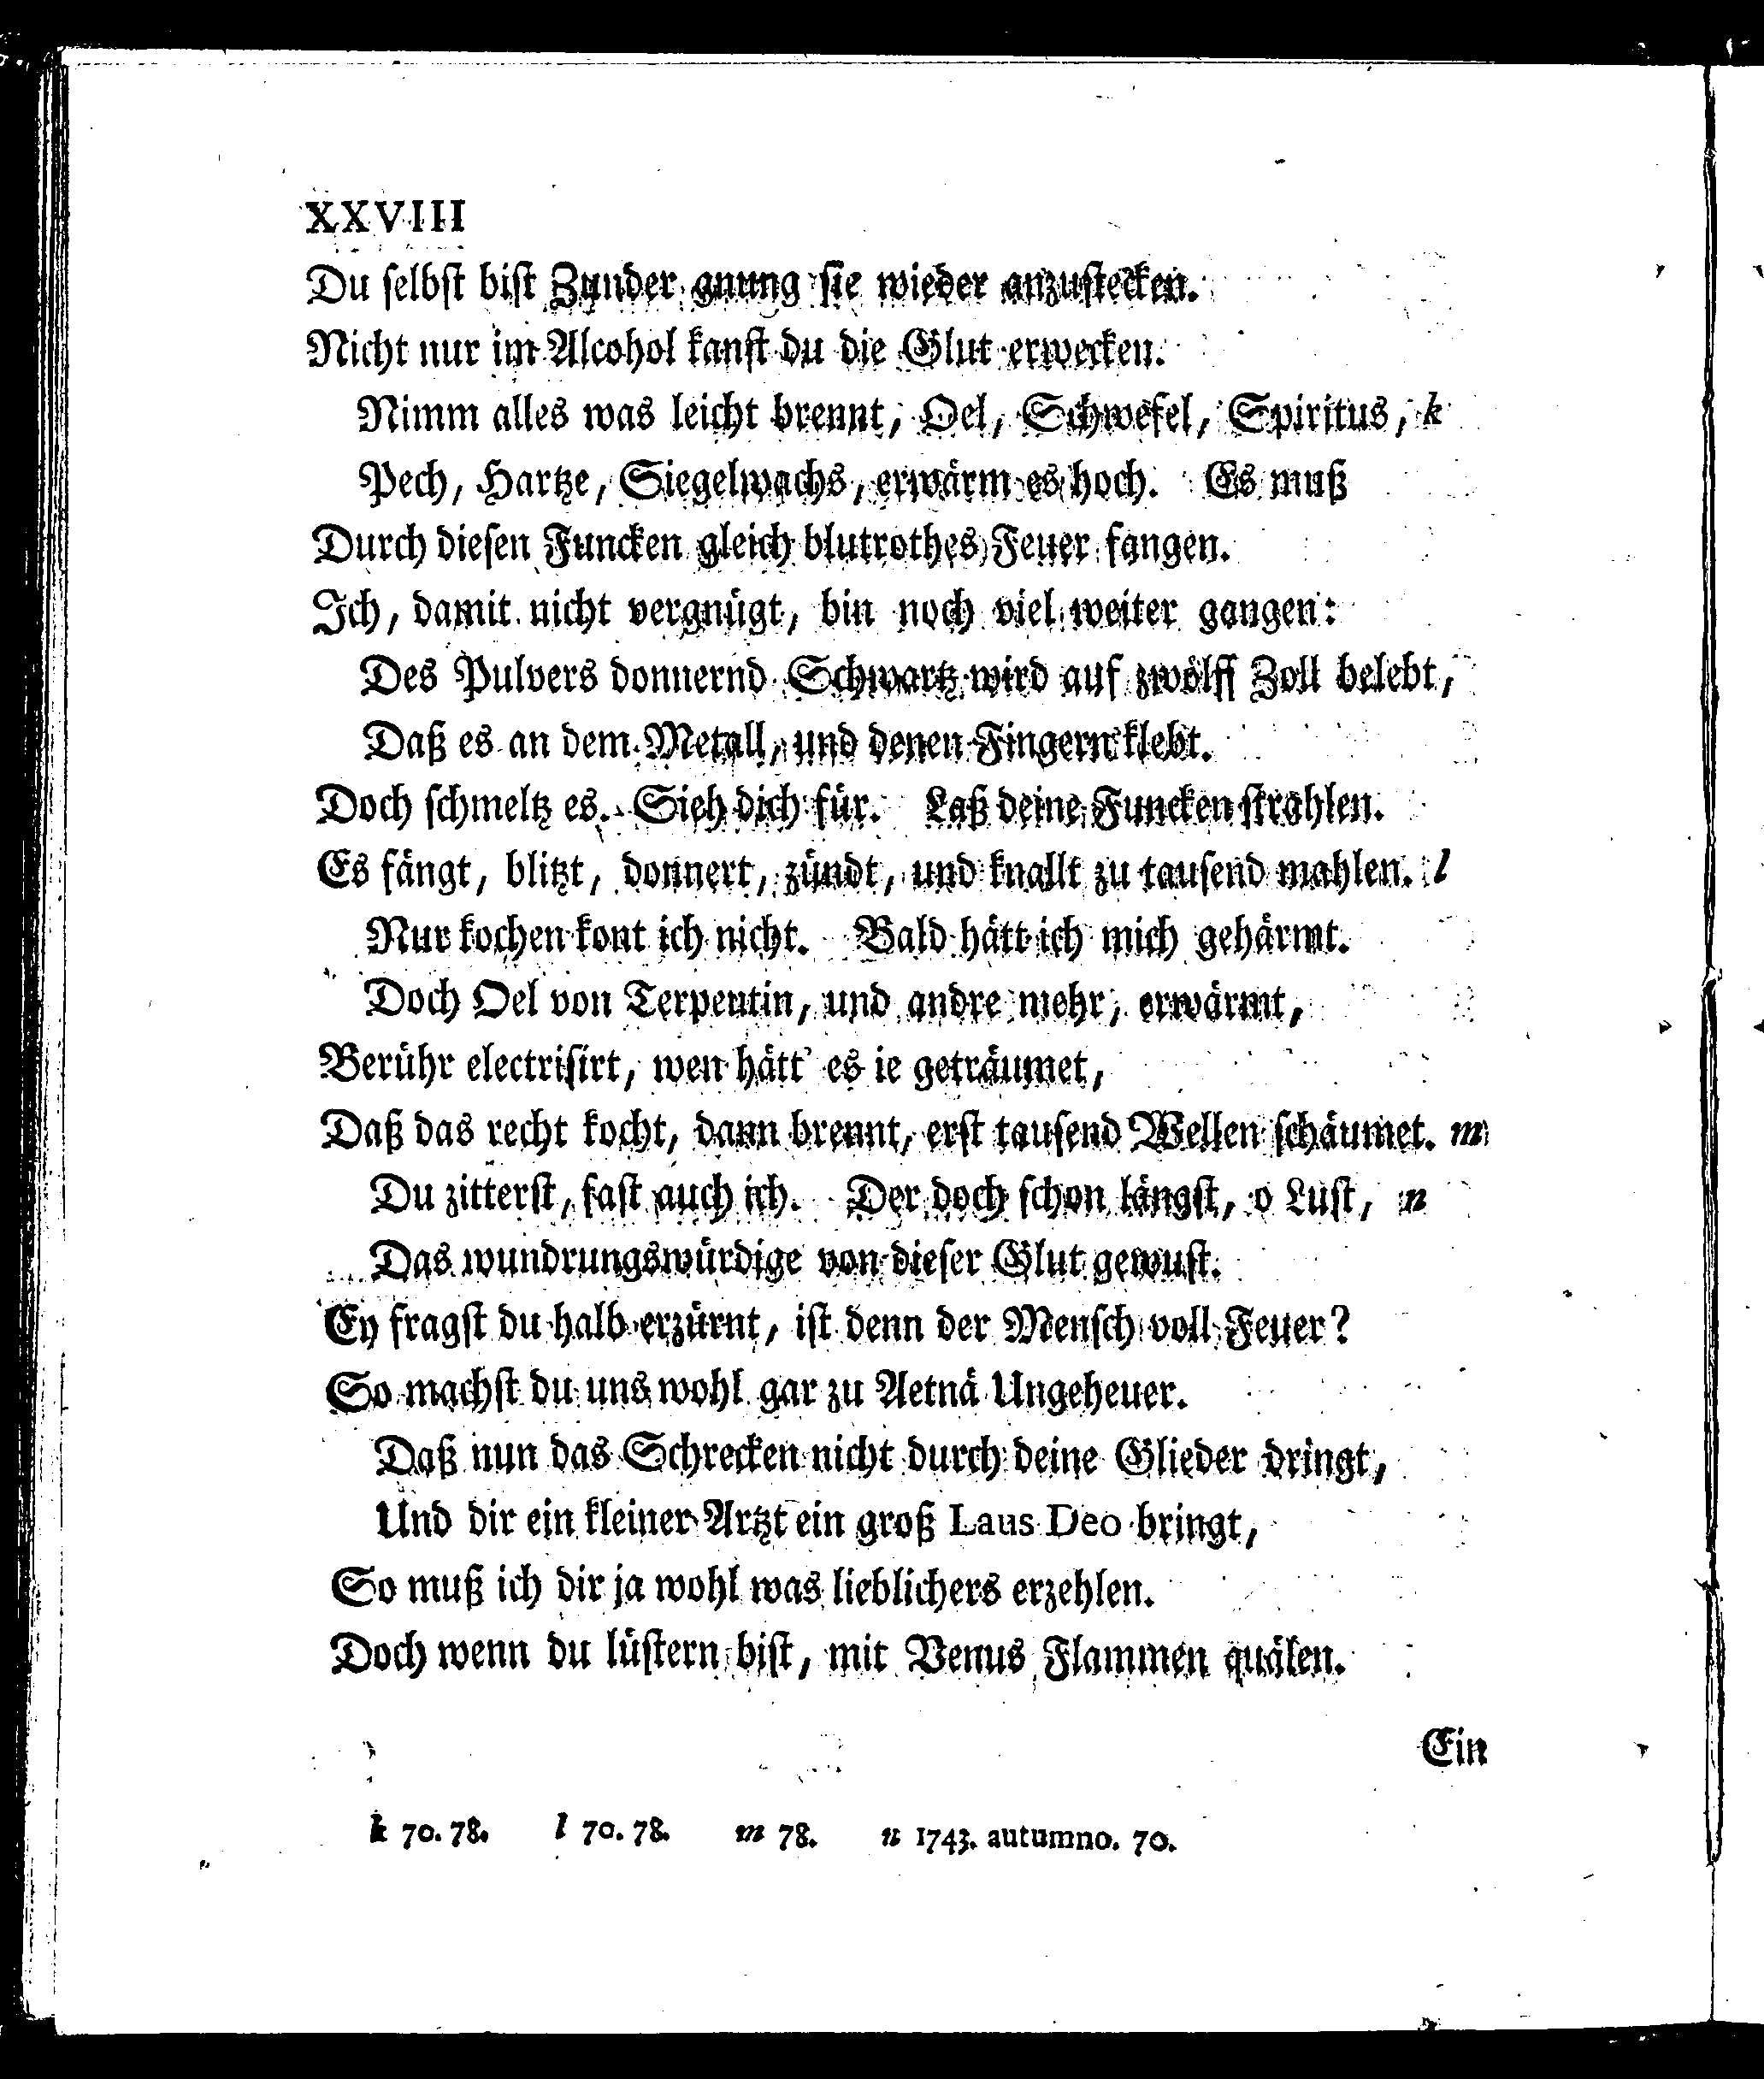 XXVIII
Du selbst bist Zunder gnung sie wieder anzustecken.
Nicht nur im Alcohol kanst du die Glut erwecken.
Nimm alles was leicht brennt, Oel, Schwefel, Spiritus, k
Pech, Hartze, Siegelwachs, erwärm es hoch. Es muß
Durch diesen Funcken gleich blutrothes Feuer fangen.
Ich, damit nicht vergnügt, bin noch viel weiter gangen:
Des Pulvers donnernd Schwartz wird auf zwölff Zoll belebt,
Daß es an dem Metall, und denen Fingern klebt.
Doch schmeltz es. Sieh dich für. Laß deine Funcken strahlen.
Es fängt, blitzt, donnert, zündt, und knallt zu tausend mahlen. l
Nur kochen kont ich nicht. Bald hätt ich mich gehärmt.
Doch Oel von Terpentin, und andre mehr, erwärmt,
Berühr electrisirt, wen hätt' es ie geträumet,
Daß das recht kocht, dann brennt, erst tausend Wellen schäumet. m
Du zitterst, fast auch ich. Der doch schon längst, o Lust, n
Das wundrungswürdige von dieser Glut gewust.
Ey fragst du halb erzürnt, ist denn der Mensch voll Feuer?
So machst du uns wohl gar zu Aetnä Ungeheuer.
Daß nun das Schrecken nicht durch deine Glieder dringt,
Und dir ein kleiner Artzt ein groß Laus Deo bringt,
So muß ich dir ja wohl was lieblichers erzehlen.
Doch wenn du lüstern bist, mit Venus Flammen quälen.
Ein
k 70. 78. l 70. 78. m 78. n 1743. autumno. 70.